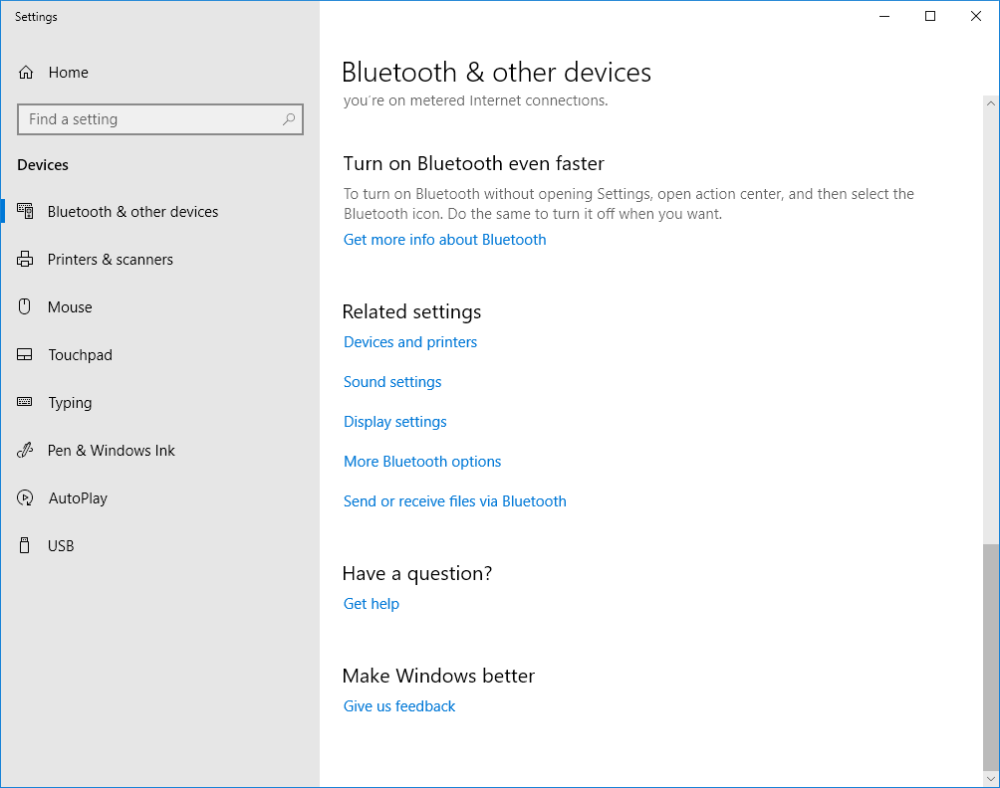 Settings
Home
Find a setting
Devices
Bluetooth & other devices
Printers & scanners
Mouse
Touchpad
Typing
Pen & Windows Ink
AutoPlay
USB
Bluetooth & other devices
you're on metered Internet connections.
Turn on Bluetooth even faster
To turn on Bluetooth without opening Settings, open action center, and then select the
Bluetooth icon. Do the same to turn it off when you want.
Get more info about Bluetooth
Related settings
Devices and printers
Sound settings
Display settings
More Bluetooth options
Send or receive files via Bluetooth
Have a question?
Get help
Make Windows better
Give us feedback